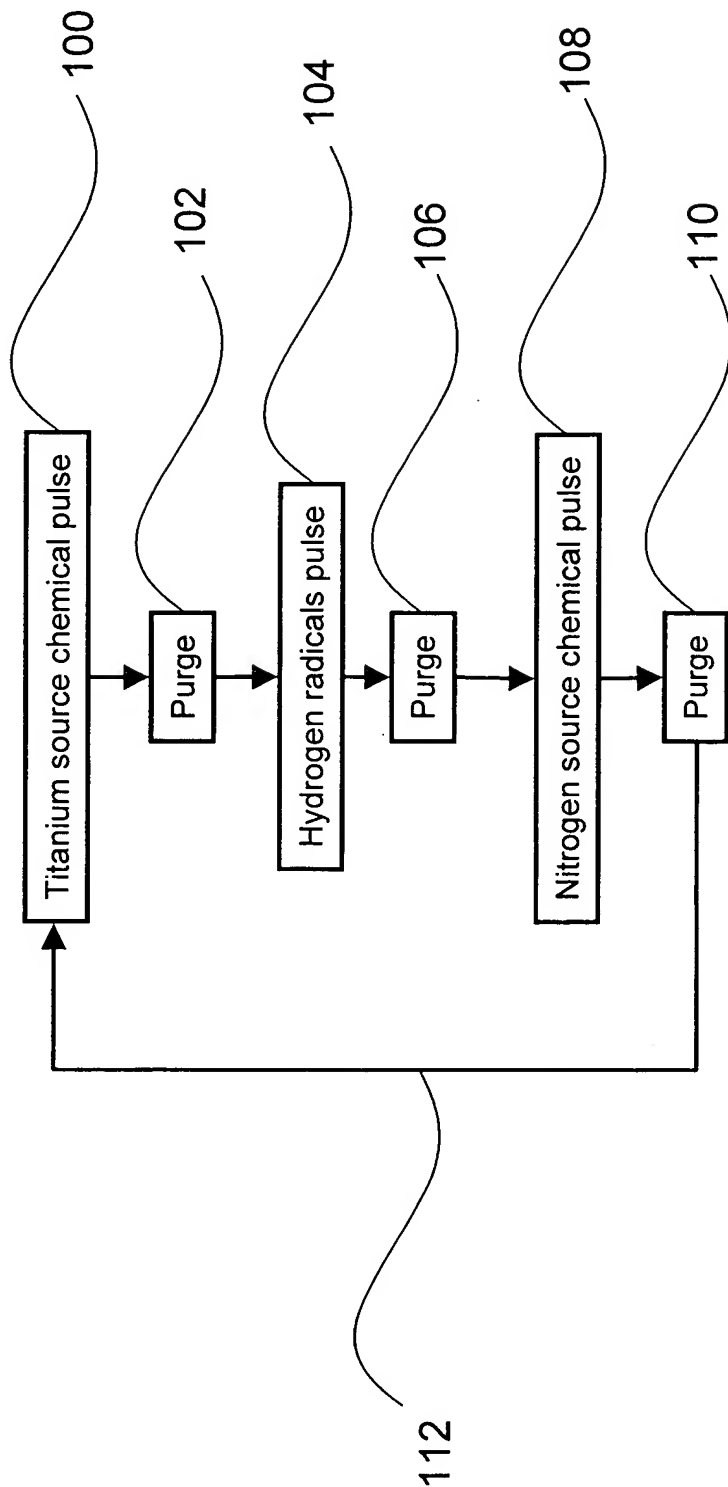 Titanium source chemical pulse
100
Purge
102
Hydrogen radicals pulse
104
Purge
106
Nitrogen source chemical pulse
108
Purge
110
112